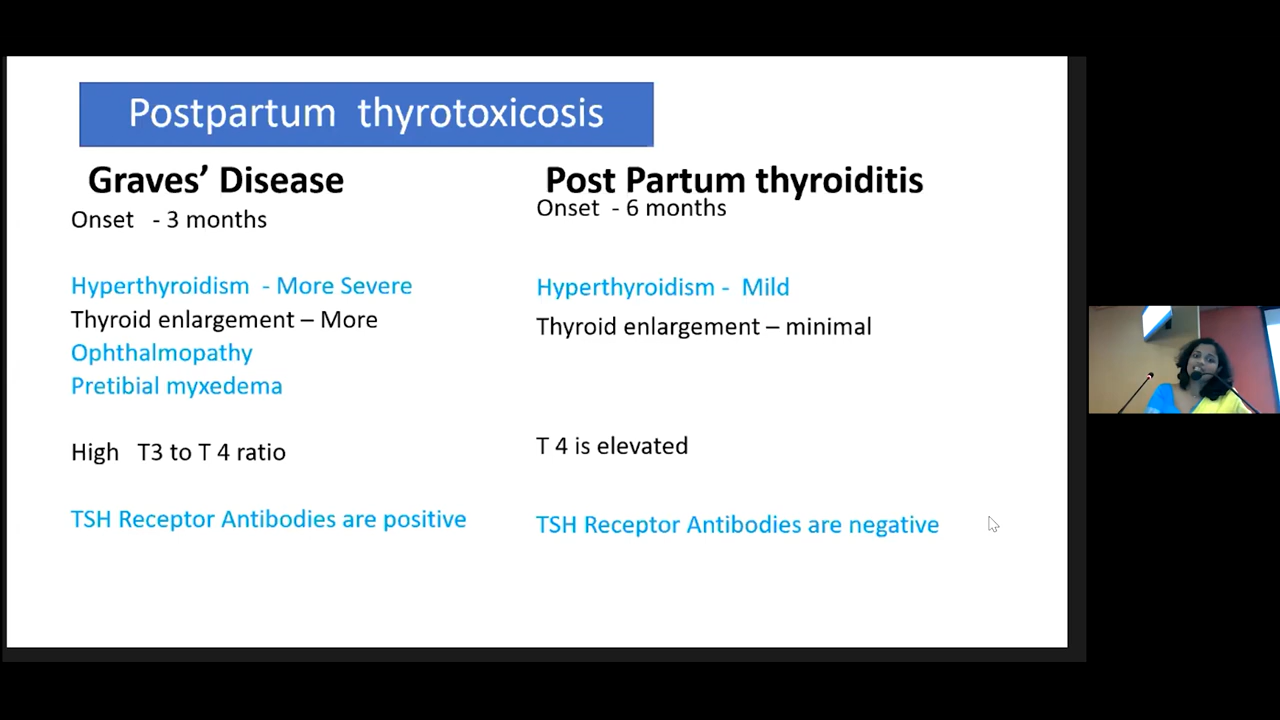 Postpartum thyrotoxicosis
Graves’ Disease
Onset - 3 months
Hyperthyroidism - More Severe
Thyroid enlargement – More
Ophthalmopathy
Pretibial myxedema
High T3 to T 4 ratio
TSH Receptor Antibodies are positive
Post Partum thyroiditis
Onset - 6 months
Hyperthyroidism - Mild
Thyroid enlargement – minimal
T 4 is elevated
TSH Receptor Antibodies are negative